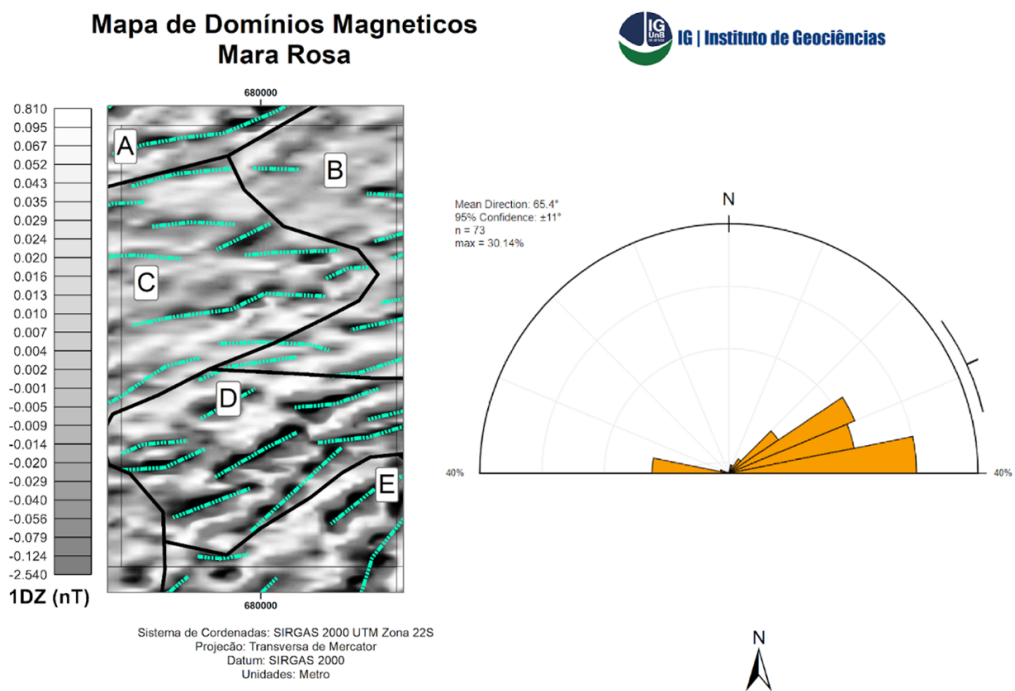 Mapa de Domínios Magneticos
Mara Rosa
IG
UnB
IG | Instituto de Geociências
680000
0.810
0.095
0.067
0.052
0.043
0.035
0.029
0.024
0.020
0.016
0.013
0.010
0.007
0.004
0.002
-0.001
-0.005
-0.009
-0.014
-0.020
-0.029
-0.040
-0.056
-0.079
-0.124
-2.540
1DZ (nT)
A
B
C
D
E
680000
Sistema de Cordenadas: SIRGAS 2000 UTM Zona 22S
Projecão: Transversa de Mercator
Datum: SIRGAS 2000
Unidades: Metro
Mean Direction: 65.4°
95% Confidence: ±11°
n = 73
max = 30.14%
N
40%
40%
N